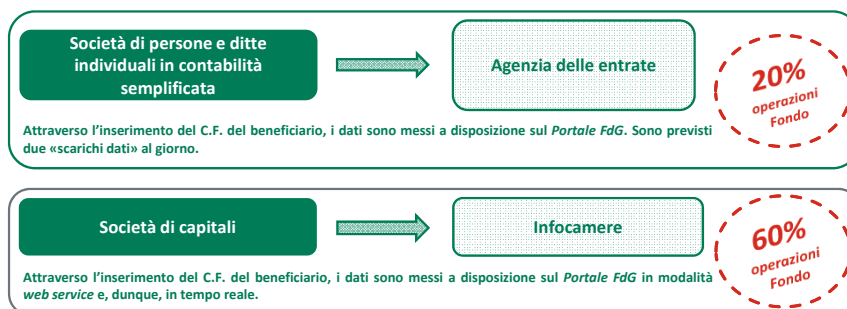 Società di persone e ditte
individuali in contabilità
semplificata
Agenzia delle entrate
20%
operazioni
Fondo
Attraverso l'inserimento del C.F. del beneficiario, i dati sono messi a disposizione sul Portale FdG. Sono previsti
due «scarichi dati» al giorno.
Società di capitali
Infocamere
60%
operazioni
Fondo
Attraverso l'inserimento del C.F. del beneficiario, i dati sono messi a disposizione sul Portale FdG in modalità
web service e, dunque, in tempo reale.